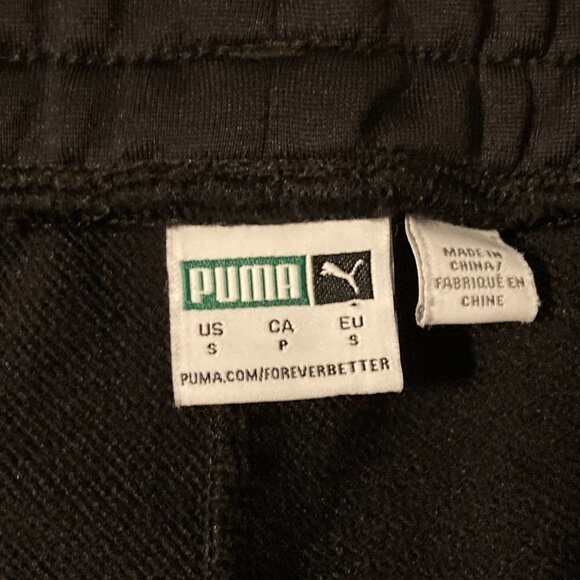 PUMA
US CA EU
S P S
PUMA.COM/FOREVERBETTER
MADE IN
CHINA/
FABRIQUÉ EN
CHINE